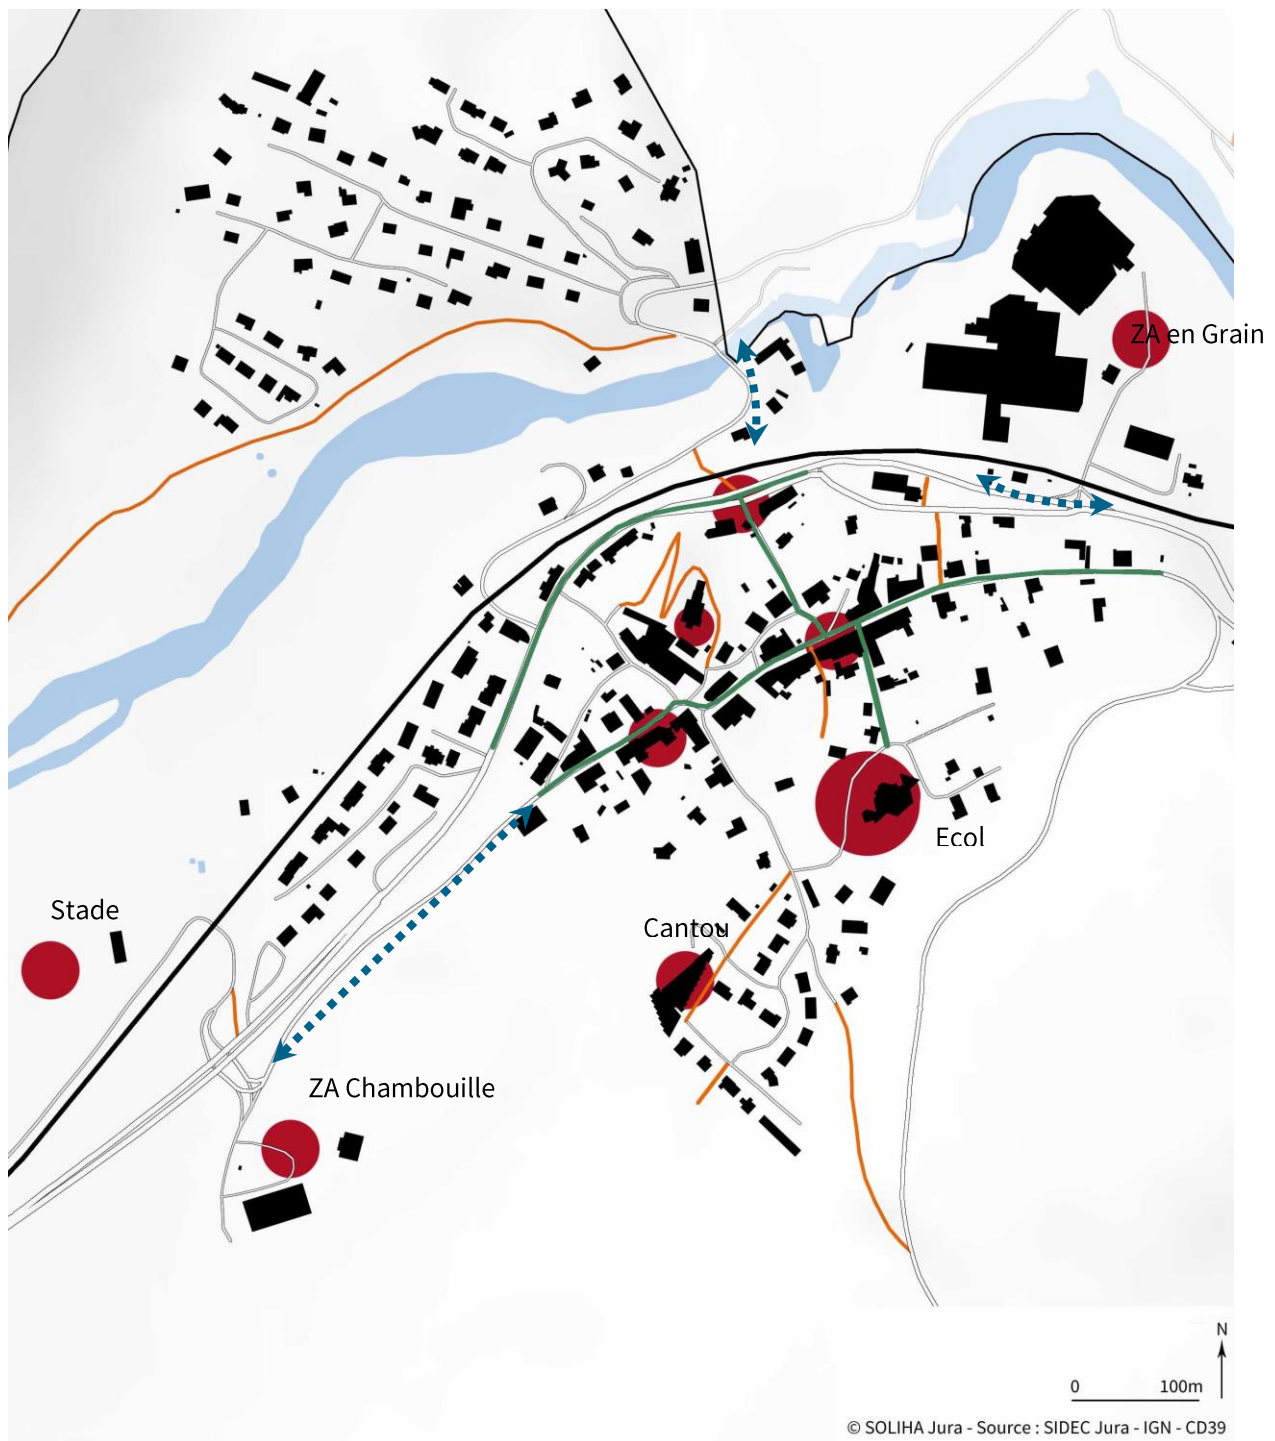 ZA en Grain
Ecol
Stade
Cantou
ZA Chambouille
N
0 100m
© SOLIHA Jura - Source : SIDEC Jura - IGN - CD39